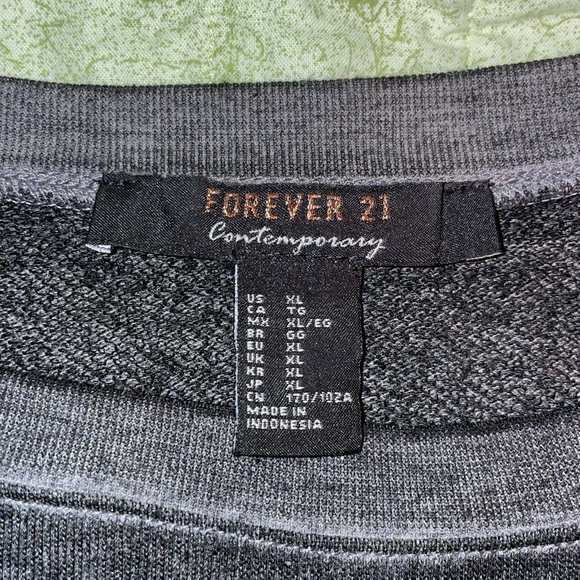 FOREVER 21
Contemporary
US XL
CA TG
MX XL/EG
BR GG
EU XL
UK XL
KR XL
JP XL
CN 170/102A
MADE IN
INDONESIA